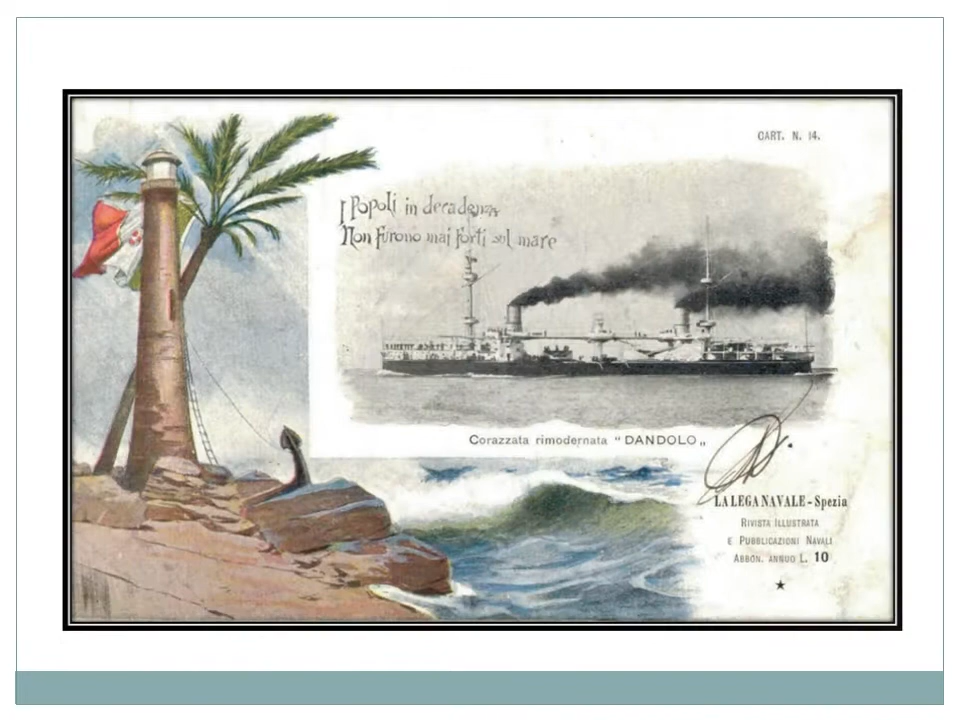 CART. N. 14.
I Popoli in decadenza
Non furono mai forti sul mare
Corazzata rimodernata "DANDOLO„
LA LEGA NAVALE - Spezia
RIVISTA ILLUSTRATA
E PUBBLICAZIONI NAVALI
ABBON. ANNUO L. 10